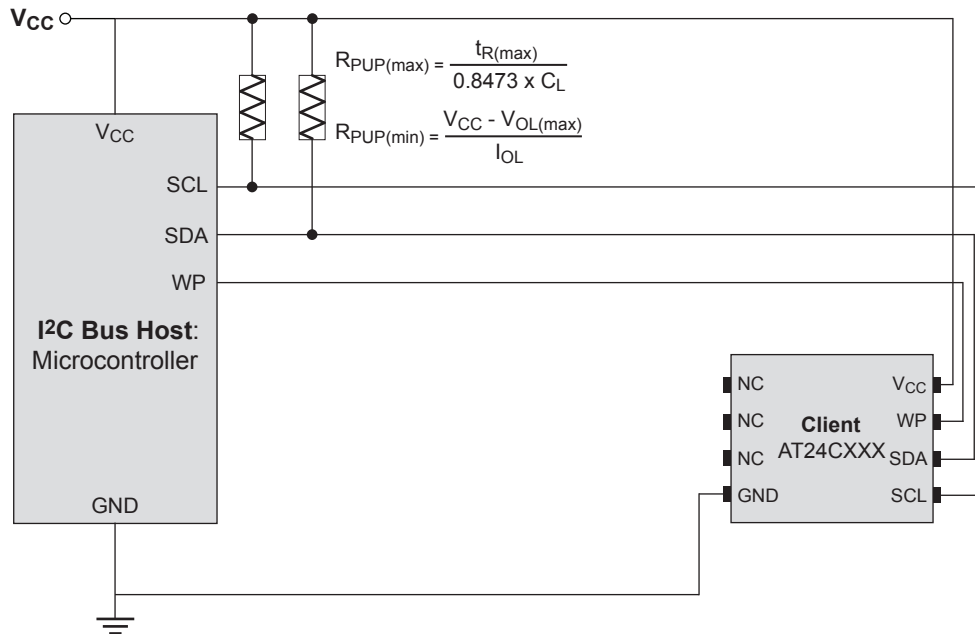 VCC
RPUP(max) = tR(max)
0.8473 x CL
RPUP(min) = VCC - VOL(max)
IOL
VCC
SCL
SDA
WP
I2C Bus Host:
Microcontroller
GND
NC
NC
NC
GND
Client
AT24CXXX
VCC
WP
SDA
SCL